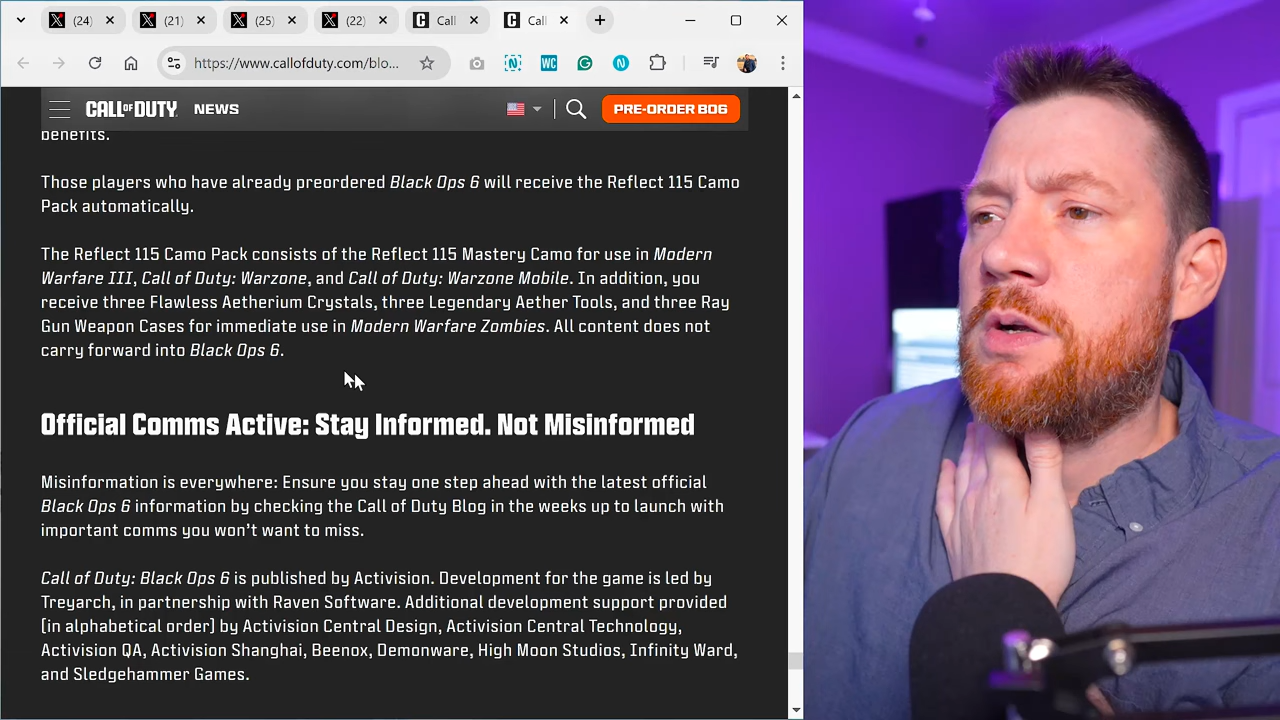 (24)
(21)
(25)
(22)
Call
Call
https://www.callofduty.com/blo...
WC
CALL OF DUTY
NEWS
PRE-ORDER BO6
benefits.
Those players who have already preordered Black Ops 6 will receive the Reflect 115 Camo
Pack automatically.
The Reflect 115 Camo Pack consists of the Reflect 115 Mastery Camo for use in Modern
Warfare III, Call of Duty: Warzone, and Call of Duty: Warzone Mobile. In addition, you
receive three Flawless Aetherium Crystals, three Legendary Aether Tools, and three Ray
Gun Weapon Cases for immediate use in Modern Warfare Zombies. All content does not
carry forward into Black Ops 6.
Official Comms Active: Stay Informed. Not Misinformed
Misinformation is everywhere: Ensure you stay one step ahead with the latest official
Black Ops 6 information by checking the Call of Duty Blog in the weeks up to launch with
important comms you won't want to miss.
Call of Duty: Black Ops 6 is published by Activision. Development for the game is led by
Treyarch, in partnership with Raven Software. Additional development support provided
[in alphabetical order] by Activision Central Design, Activision Central Technology,
Activision QA, Activision Shanghai, Beenox, Demonware, High Moon Studios, Infinity Ward,
and Sledgehammer Games.